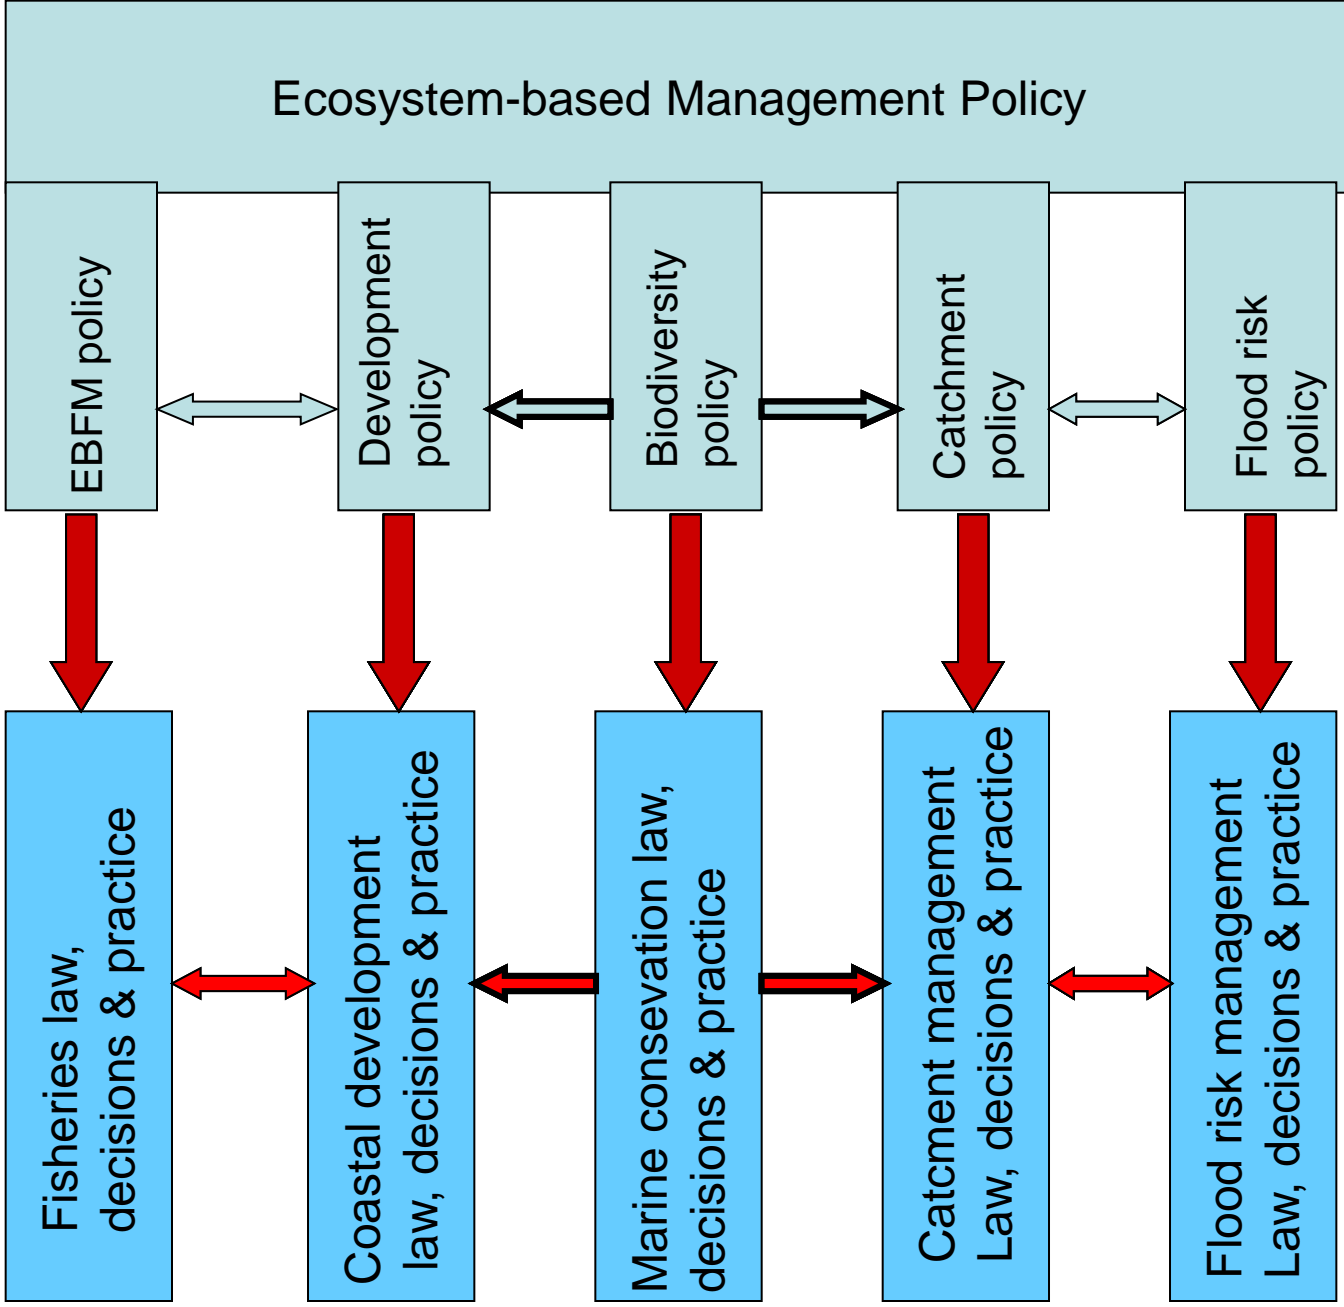 Ecosystem-based Management Policy
EBFM policy
Development
policy
Biodiversity
policy
Catchment
policy
Flood risk
policy
Fisheries law,
decisions & practice
Coastal development
law, decisions & practice
Marine consevation law,
decisions & practice
Catcment management
Law, decisions & practice
Flood risk management
Law, decisions & practice